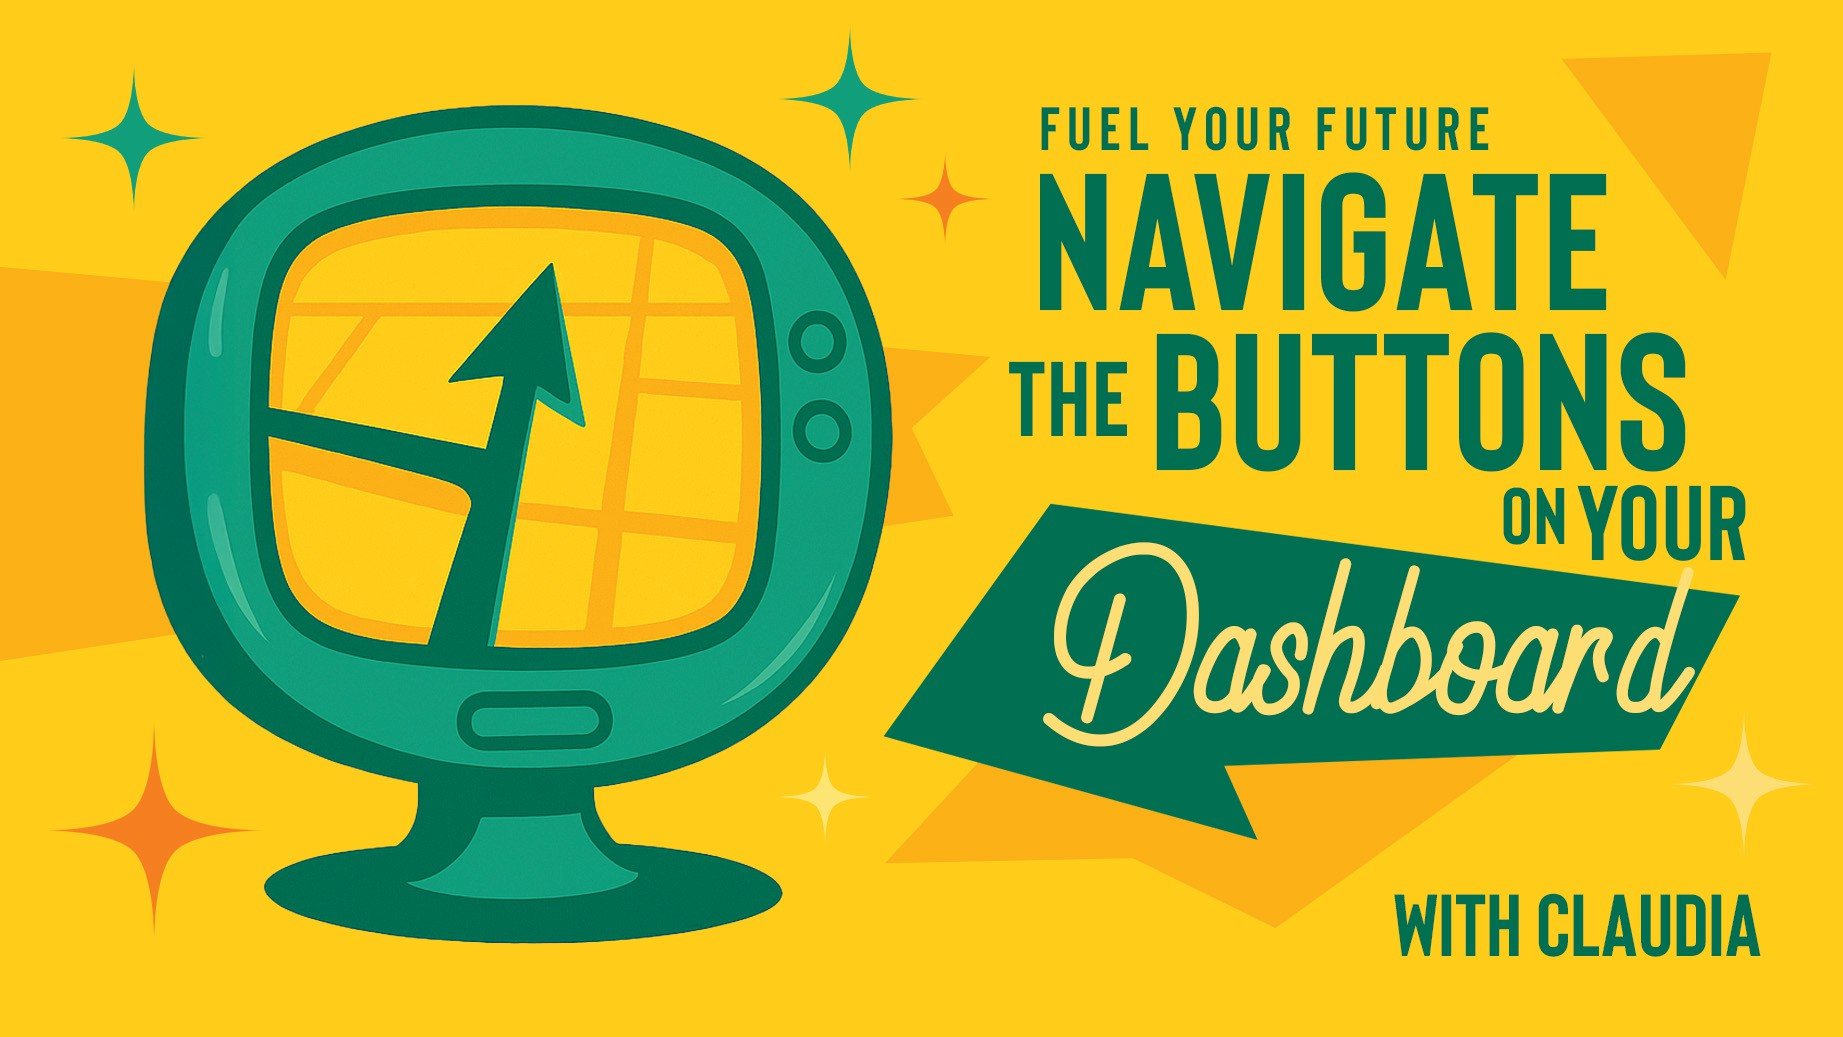 FUEL YOUR FUTURE
NAVIGATE
THE BUTTONS
ON YOUR
Dashboard
WITH CLAUDIA